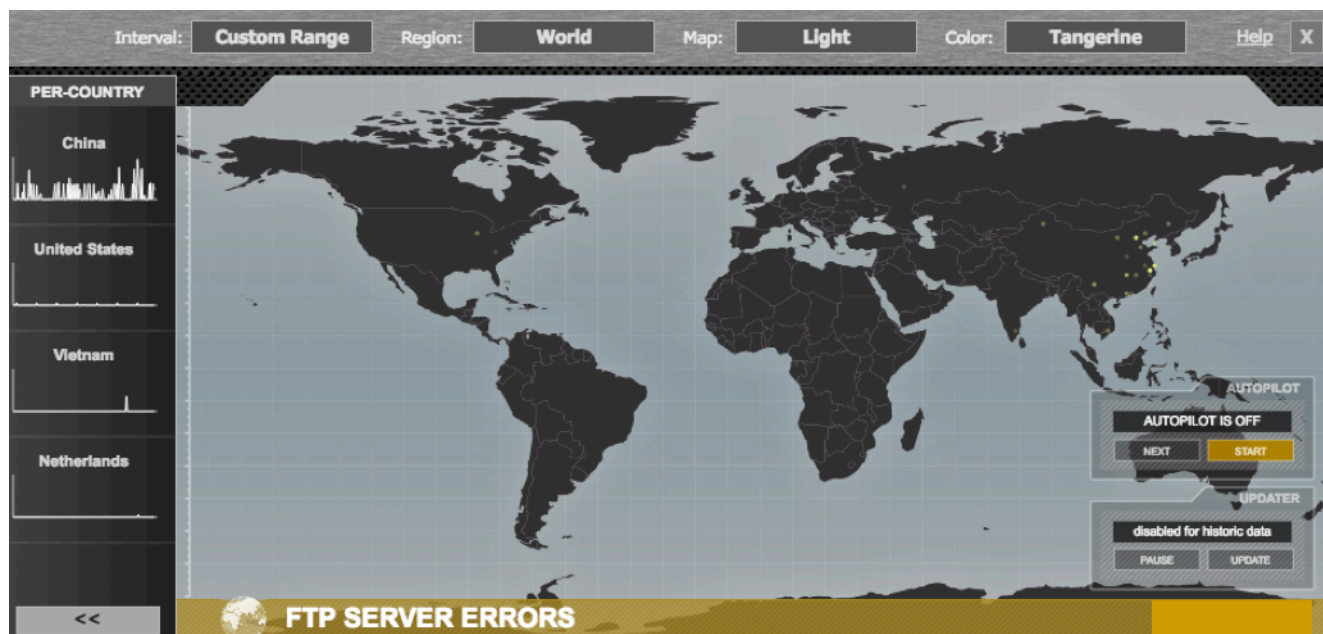 Interval: Custom Range Region: World Map: Light Color: Tangerine Help X
PER-COUNTRY
China
United States
Vietnam
Netherlands
<<
AUTOPILOT
AUTOPILOT IS OFF
NEXT START
UPDATER
disabled for historic data
PAUSE UPDATE
FTP SERVER ERRORS